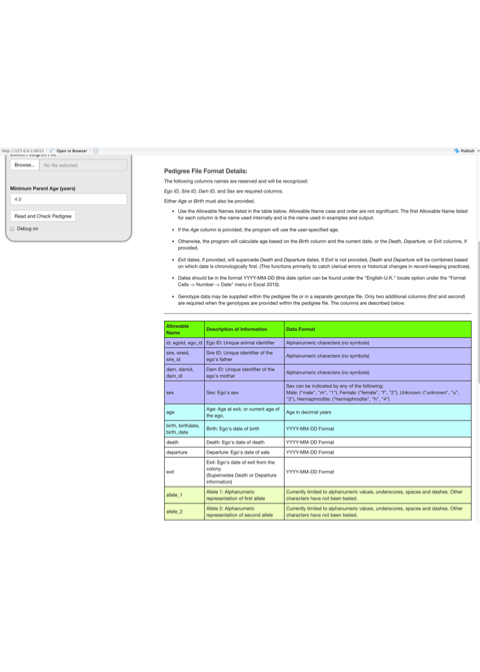 http://127.0.0.1:6012 | Open in Browser
Publish
Browse... No file selected
Minimum Parent Age (years)
4.0
Read and Check Pedigree
Debug on
Pedigree File Format Details:
The following columns names are reserved and will be recognized:
Ego ID, Sire ID, Dam ID, and Sex are required columns.
Either Age or Birth must also be provided.
• Use the Allowable Names listed in the table below. Allowable Name case and order are not significant. The first Allowable Name listed
for each column is the name used internally and is the name used in examples and output.
• If the Age column is provided, the program will use the user-specified age.
• Otherwise, the program will calculate age based on the Birth column and the current date, or the Death, Departure, or Exit columns, if
provided.
• Exit dates, if provided, will supercede Death and Departure dates. If Exit is not provided, Death and Departure will be combined based
on which date is chronologically first. (This functions primarily to catch clerical errors or historical changes in record-keeping practices).
• Dates should be in the format YYYY-MM-DD (this date option can be found under the "English-U.K." locale option under the "Format
Cells -> Number -> Date" menu in Excel 2010).
• Genotype data may be supplied within the pedigree file or in a separate genotype file. Only two additional columns (first and second)
are required when the genotypes are provided within the pedigree file. The columns are described below.
Allowable
Name
Description of Information
Data Format
id, egoid, ego_id
Ego ID: Unique animal identifier
Alphanumeric characters (no symbols)
sire, sireid,
sire_id
Sire ID: Unique identifier of the
ego's father
Alphanumeric characters (no symbols)
dam, damid,
dam_id
Dam ID: Unique identifier of the
ego's mother
Alphanumeric characters (no symbols)
sex
Sex: Ego's sex
Sex can be indicated by any of the following:
Male: ("male", "m", "1"), Female: ("female", "f", "2"), Unknown: ("unknown", "u",
"3"), Hermaphrodite: ("hermaphrodite", "h", "4")
age
Age: Age at exit, or current age of
the ego.
Age in decimal years
birth, birthdate,
birth_date
Birth: Ego's date of birth
YYYY-MM-DD Format
death
Death: Ego's date of death
YYYY-MM-DD Format
departure
Departure: Ego's date of sale
YYYY-MM-DD Format
exit
Exit: Ego's date of exit from the
colony.
(Supercedes Death or Departure
information)
YYYY-MM-DD Format
allele_1
Allele 1: Alphanumeric
representation of first allele
Currently limited to alphanumeric values, underscores, spaces and dashes. Other
characters have not been tested.
allele_2
Allele 2: Alphanumeric
representation of second allele
Currently limited to alphanumeric values, underscores, spaces and dashes. Other
characters have not been tested.